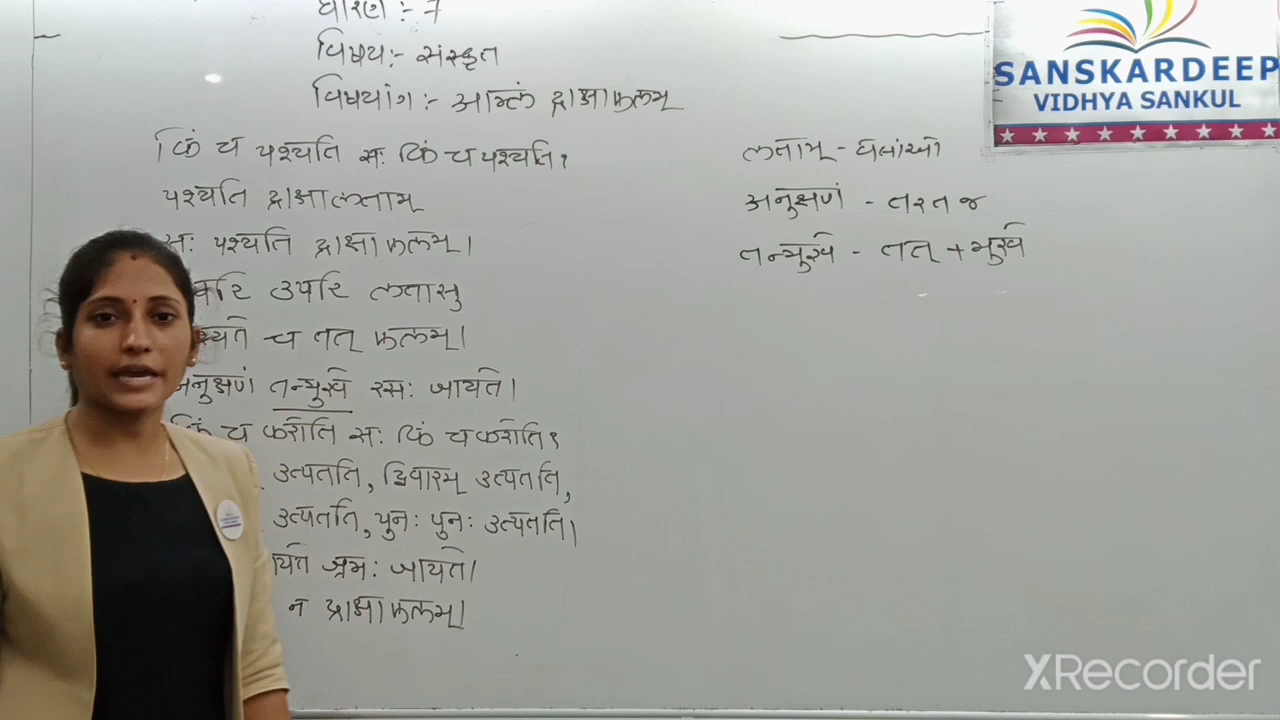 धोरण :- 7
विषय :- संस्कृत
विषयांग :- आम्लं द्राक्षाफलम्
किं च पश्यति सः किं च पश्यति?
पश्यति द्राक्षालताम्
सः पश्यति द्राक्षाफलम्।
उपरि लतासु
च तत् फलम्।
अनुक्षणं तन्मुखे रसः जायते।
किं च करोति सः किं च करोति?
उत्पतति, द्विवारम् उत्पतति,
उत्पतति, पुनः पुनः उत्पतति।
श्रमः जायते।
न द्राक्षाफलम्।
लताम् - વેલાઓ
अनुक्षणं - તરત જ
तन्मुखे - तत् + मुखे
SANSKARDEEP
VIDHYA SANKUL
XRecorder